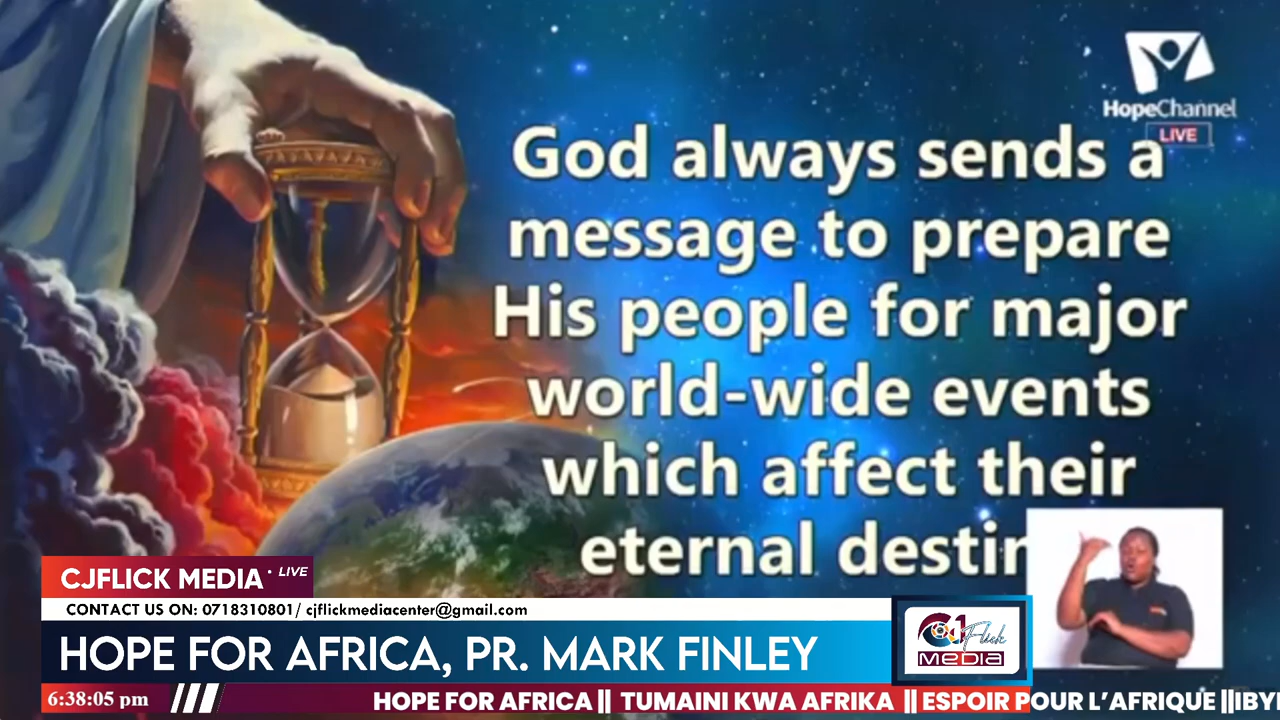 HopeChannel
LIVE
God always sends a
message to prepare
His people for major
world-wide events
which affect their
eternal destin
CJFLICK MEDIA LIVE
CONTACT US ON: 0718310801/ cjflickmediacenter@gmail.com
HOPE FOR AFRICA, PR. MARK FINLEY
Flick
MEDIA
6:38:05 pm
HOPE FOR AFRICA || TUMAINI KWA AFRIKA || ESPOIR POUR L'AFRIQUE ||IBY